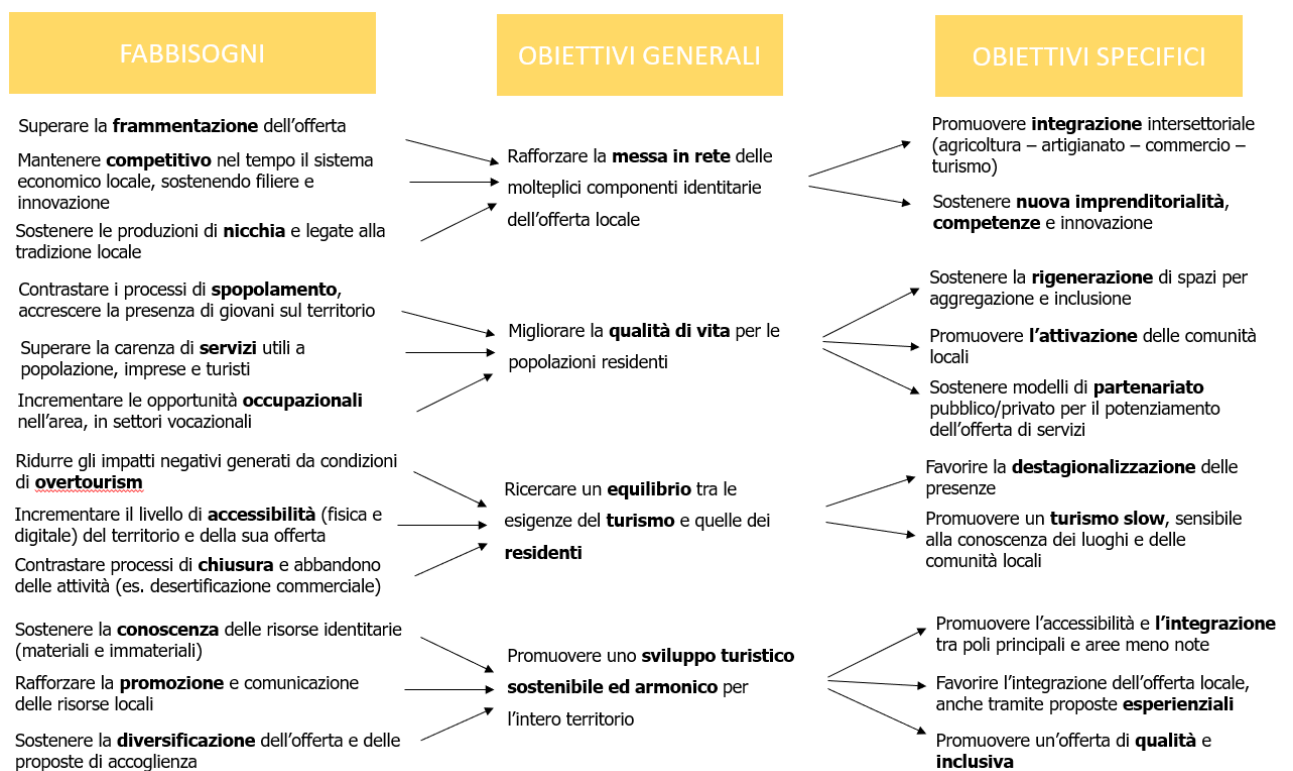 FABBISOGNI
OBIETTIVI GENERALI
OBIETTIVI SPECIFICI
Superare la frammentazione dell'offerta
Mantenere competitivo nel tempo il sistema
economico locale, sostenendo filiere e
innovazione
Sostenere le produzioni di nicchia e legate alla
tradizione locale
Rafforzare la messa in rete delle
molteplici componenti identitarie
dell'offerta locale
Promuovere integrazione intersettoriale
(agricoltura – artigianato – commercio –
turismo)
Sostenere nuova imprenditorialità,
competenze e innovazione
Contrastare i processi di spopolamento,
accrescere la presenza di giovani sul territorio
Superare la carenza di servizi utili a
popolazione, imprese e turisti
Incrementare le opportunità occupazionali
nell'area, in settori vocazionali
Migliorare la qualità di vita per le
popolazioni residenti
Sostenere la rigenerazione di spazi per
aggregazione e inclusione
Promuovere l'attivazione delle comunità
locali
Sostenere modelli di partenariato
pubblico/privato per il potenziamento
dell'offerta di servizi
Ridurre gli impatti negativi generati da condizioni
di overtourism
Incrementare il livello di accessibilità (fisica e
digitale) del territorio e della sua offerta
Contrastare processi di chiusura e abbandono
delle attività (es. desertificazione commerciale)
Ricercare un equilibrio tra le
esigenze del turismo e quelle dei
residenti
Favorire la destagionalizzazione delle
presenze
Promuovere un turismo slow, sensibile
alla conoscenza dei luoghi e delle
comunità locali
Sostenere la conoscenza delle risorse identitarie
(materiali e immateriali)
Rafforzare la promozione e comunicazione
delle risorse locali
Sostenere la diversificazione dell'offerta e delle
proposte di accoglienza
Promuovere uno sviluppo turistico
sostenibile ed armonico per
l'intero territorio
Promuovere l'accessibilità e l'integrazione
tra poli principali e aree meno note
Favorire l'integrazione dell'offerta locale,
anche tramite proposte esperienziali
Promuovere un'offerta di qualità e
inclusiva